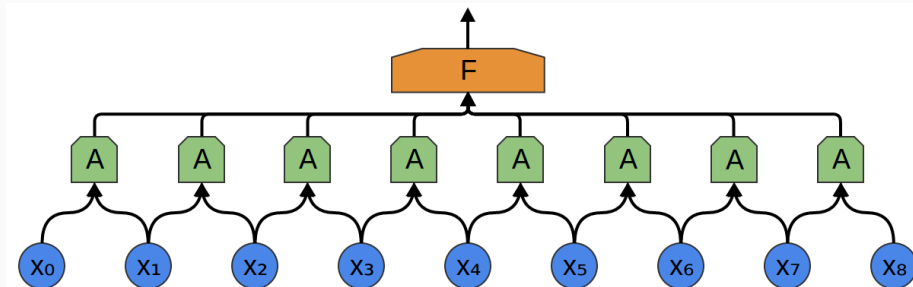 F
A A A A A A A A
x₀ x₁ x₂ x₃ x₄ x₅ x₆ x₇ x₈